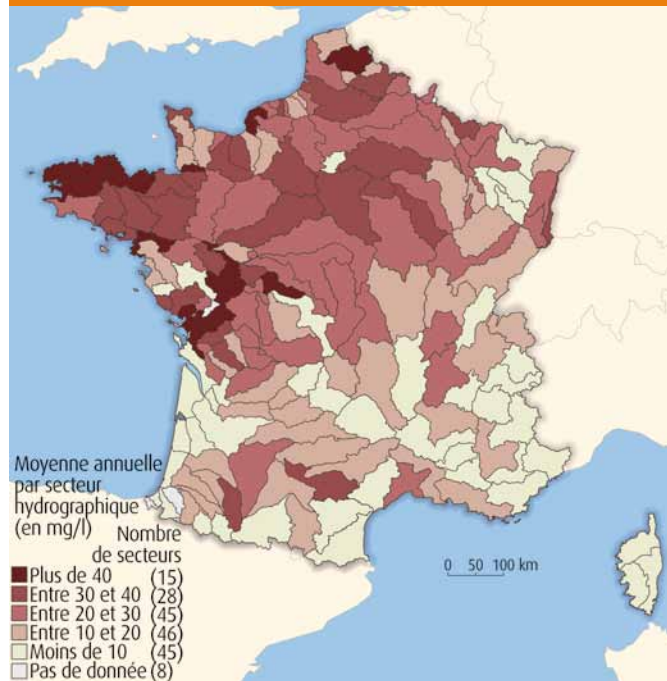 Moyenne annuelle
par secteur
hydrographique
(en mg/l)
Nombre
de secteurs
Plus de 40 (15)
Entre 30 et 40 (28)
Entre 20 et 30 (45)
Entre 10 et 20 (46)
Moins de 10 (45)
Pas de donnée (8)
0 50 100 km